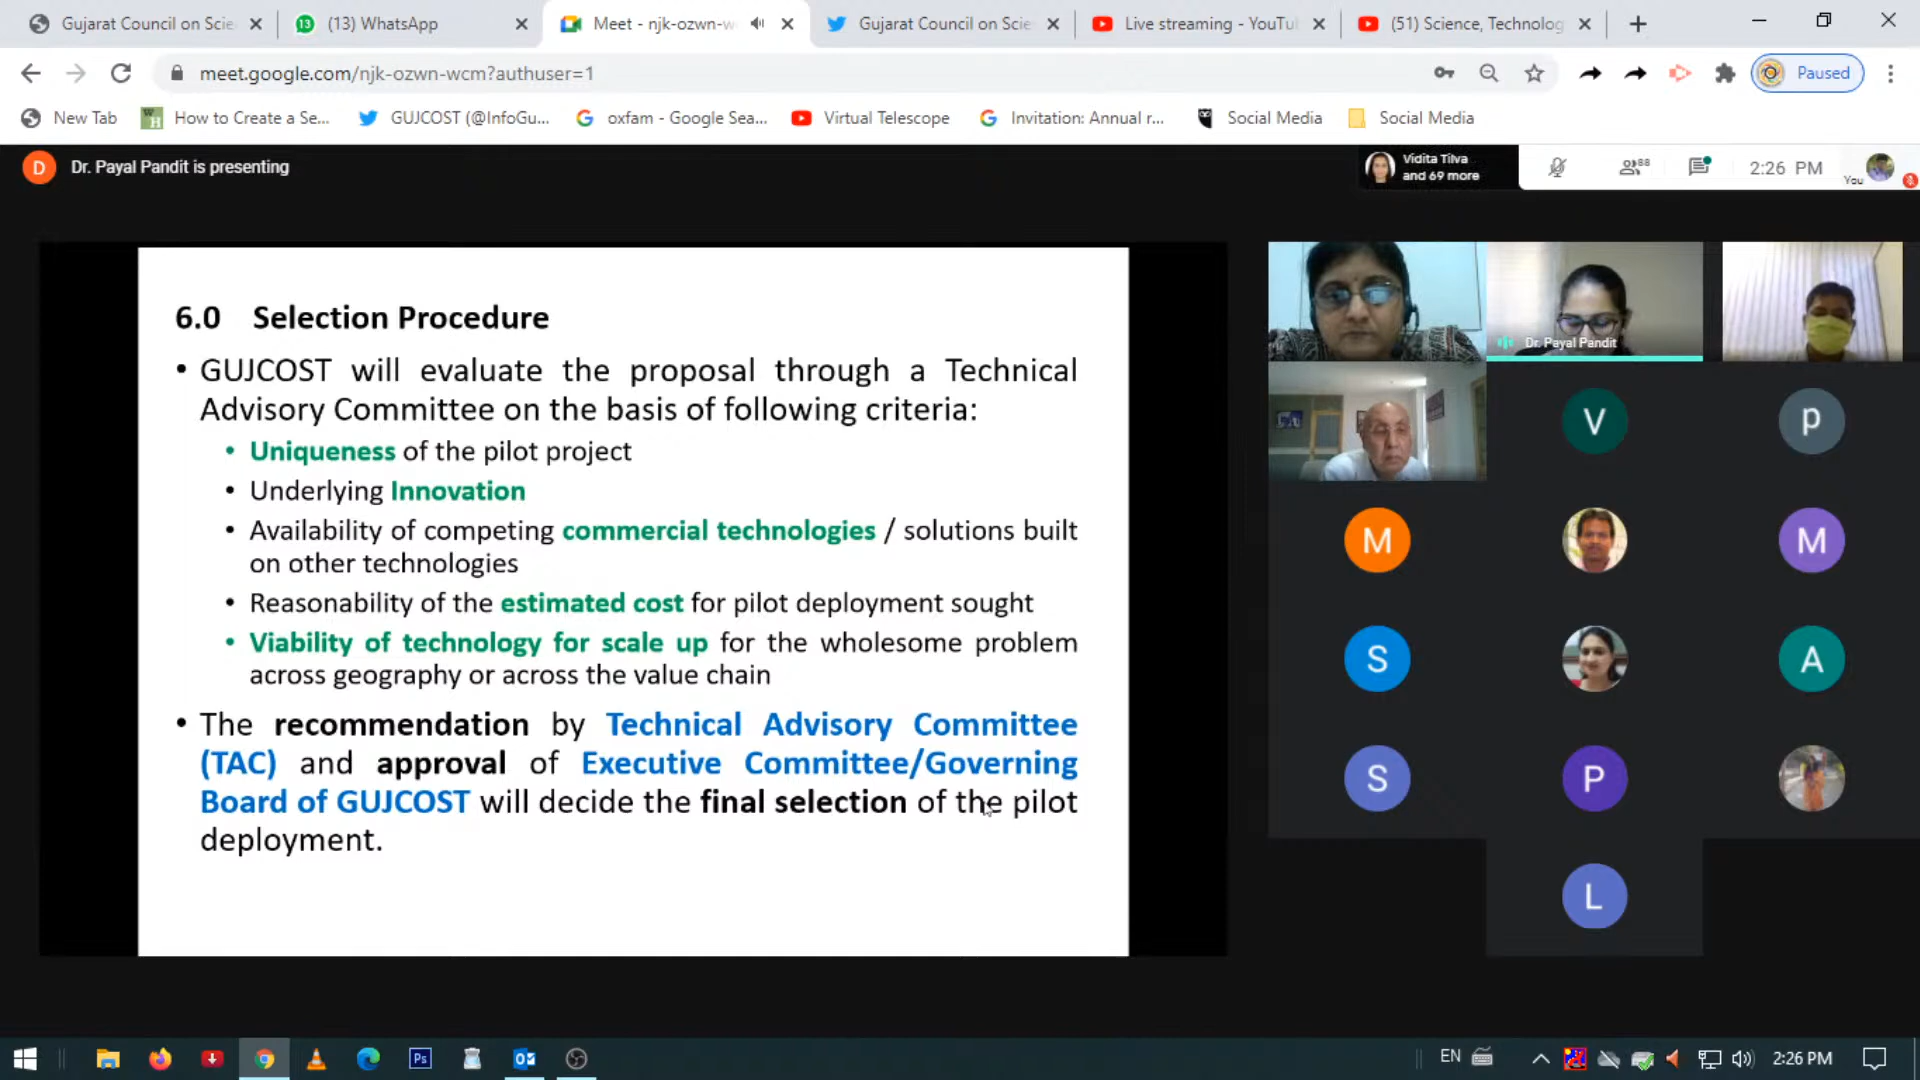 Gujarat Council on Scie
(13) WhatsApp
Meet - njk-ozwn-w
Gujarat Council on Scie
Live streaming - YouTu
(51) Science, Technolog
meet.google.com/njk-ozwn-wcm?authuser=1
Paused
New Tab
How to Create a Se...
GUJCOST (@InfoGu...
oxfam - Google Sea...
Virtual Telescope
Invitation: Annual r...
Social Media
Social Media
D
Dr. Payal Pandit is presenting
Vidita Tilva
and 69 more
88
2:26 PM
You
6.0 Selection Procedure
• GUJCOST will evaluate the proposal through a Technical
Advisory Committee on the basis of following criteria:
• Uniqueness of the pilot project
• Underlying Innovation
• Availability of competing commercial technologies / solutions built
on other technologies
• Reasonability of the estimated cost for pilot deployment sought
• Viability of technology for scale up for the wholesome problem
across geography or across the value chain
• The recommendation by Technical Advisory Committee
(TAC) and approval of Executive Committee/Governing
Board of GUJCOST will decide the final selection of the pilot
deployment.
Dr. Payal Pandit
V
p
M
M
S
A
S
P
L
Ps
EN
2:26 PM